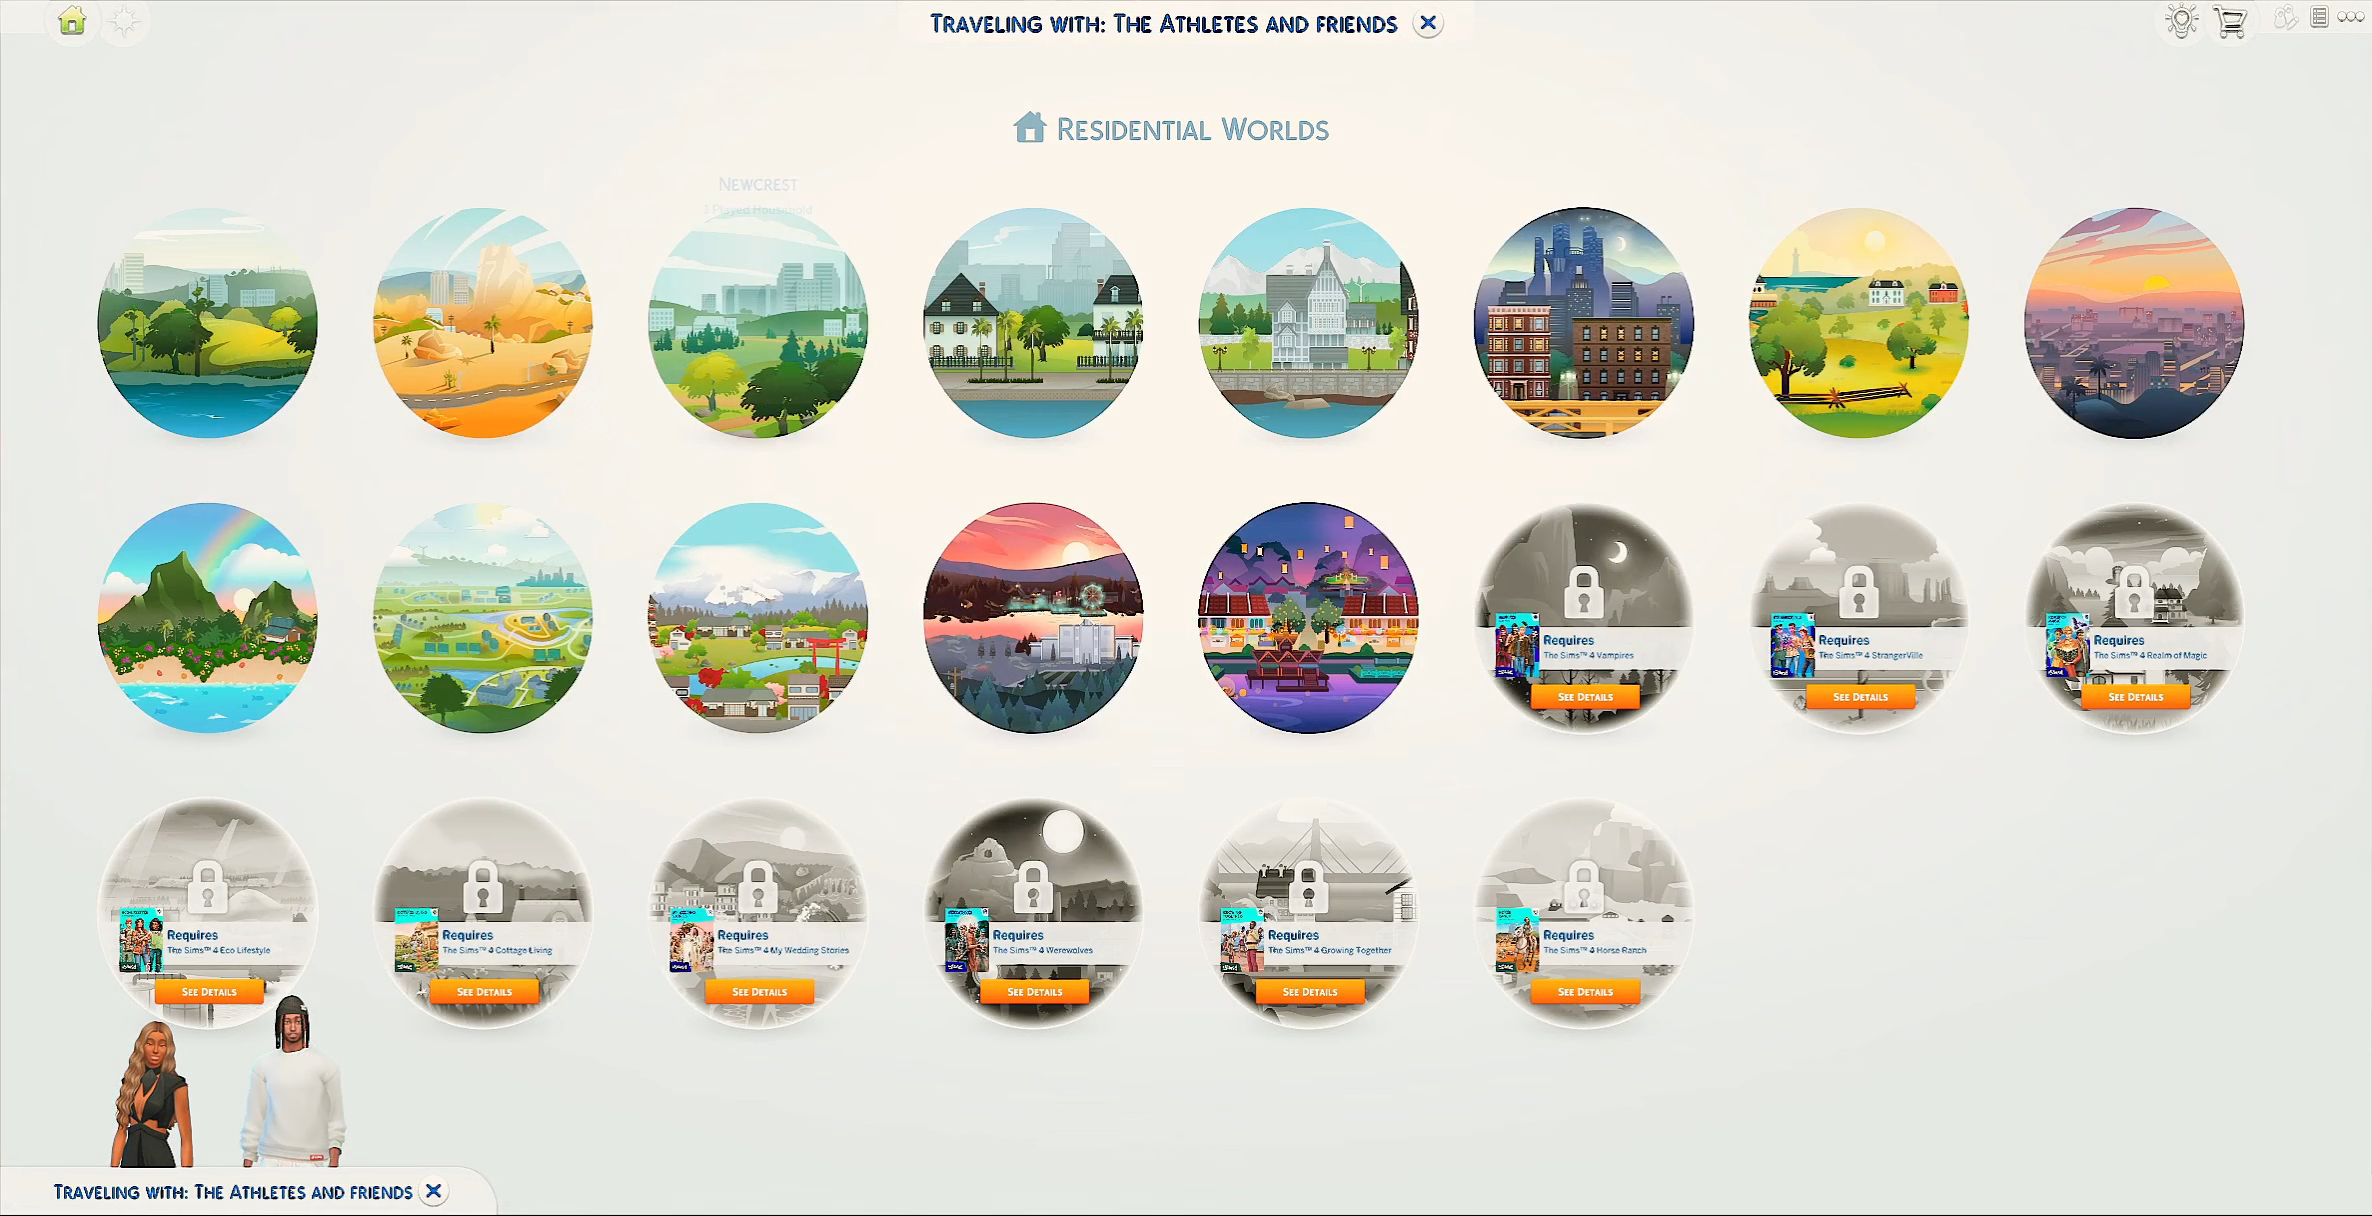 TRAVELING WITH: THE ATHLETES AND FRIENDS
RESIDENTIAL WORLDS
NEWCREST
1 Played Household
Requires
The Sims™ 4 Vampires
SEE DETAILS
Requires
The Sims™ 4 StrangerVille
SEE DETAILS
Requires
The Sims™ 4 Realm of Magic
SEE DETAILS
Requires
The Sims™ 4 Eco Lifestyle
SEE DETAILS
Requires
The Sims™ 4 Cottage Living
SEE DETAILS
Requires
The Sims™ 4 My Wedding Stories
SEE DETAILS
Requires
The Sims™ 4 Werewolves
SEE DETAILS
Requires
The Sims™ 4 Growing Together
SEE DETAILS
Requires
The Sims™ 4 Horse Ranch
SEE DETAILS
TRAVELING WITH: THE ATHLETES AND FRIENDS